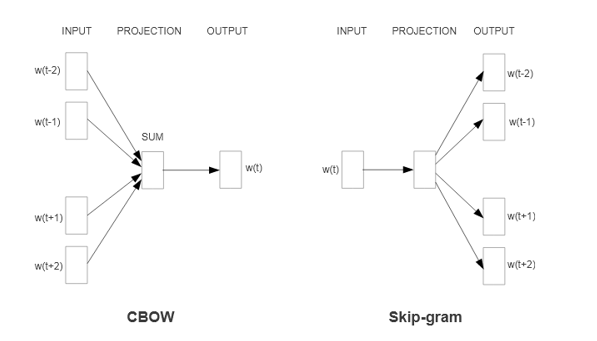 INPUT PROJECTION OUTPUT
w(t-2)
w(t-1)
SUM
w(t)
w(t+1)
w(t+2)
CBOW
INPUT PROJECTION OUTPUT
w(t-2)
w(t-1)
w(t)
w(t+1)
w(t+2)
Skip-gram